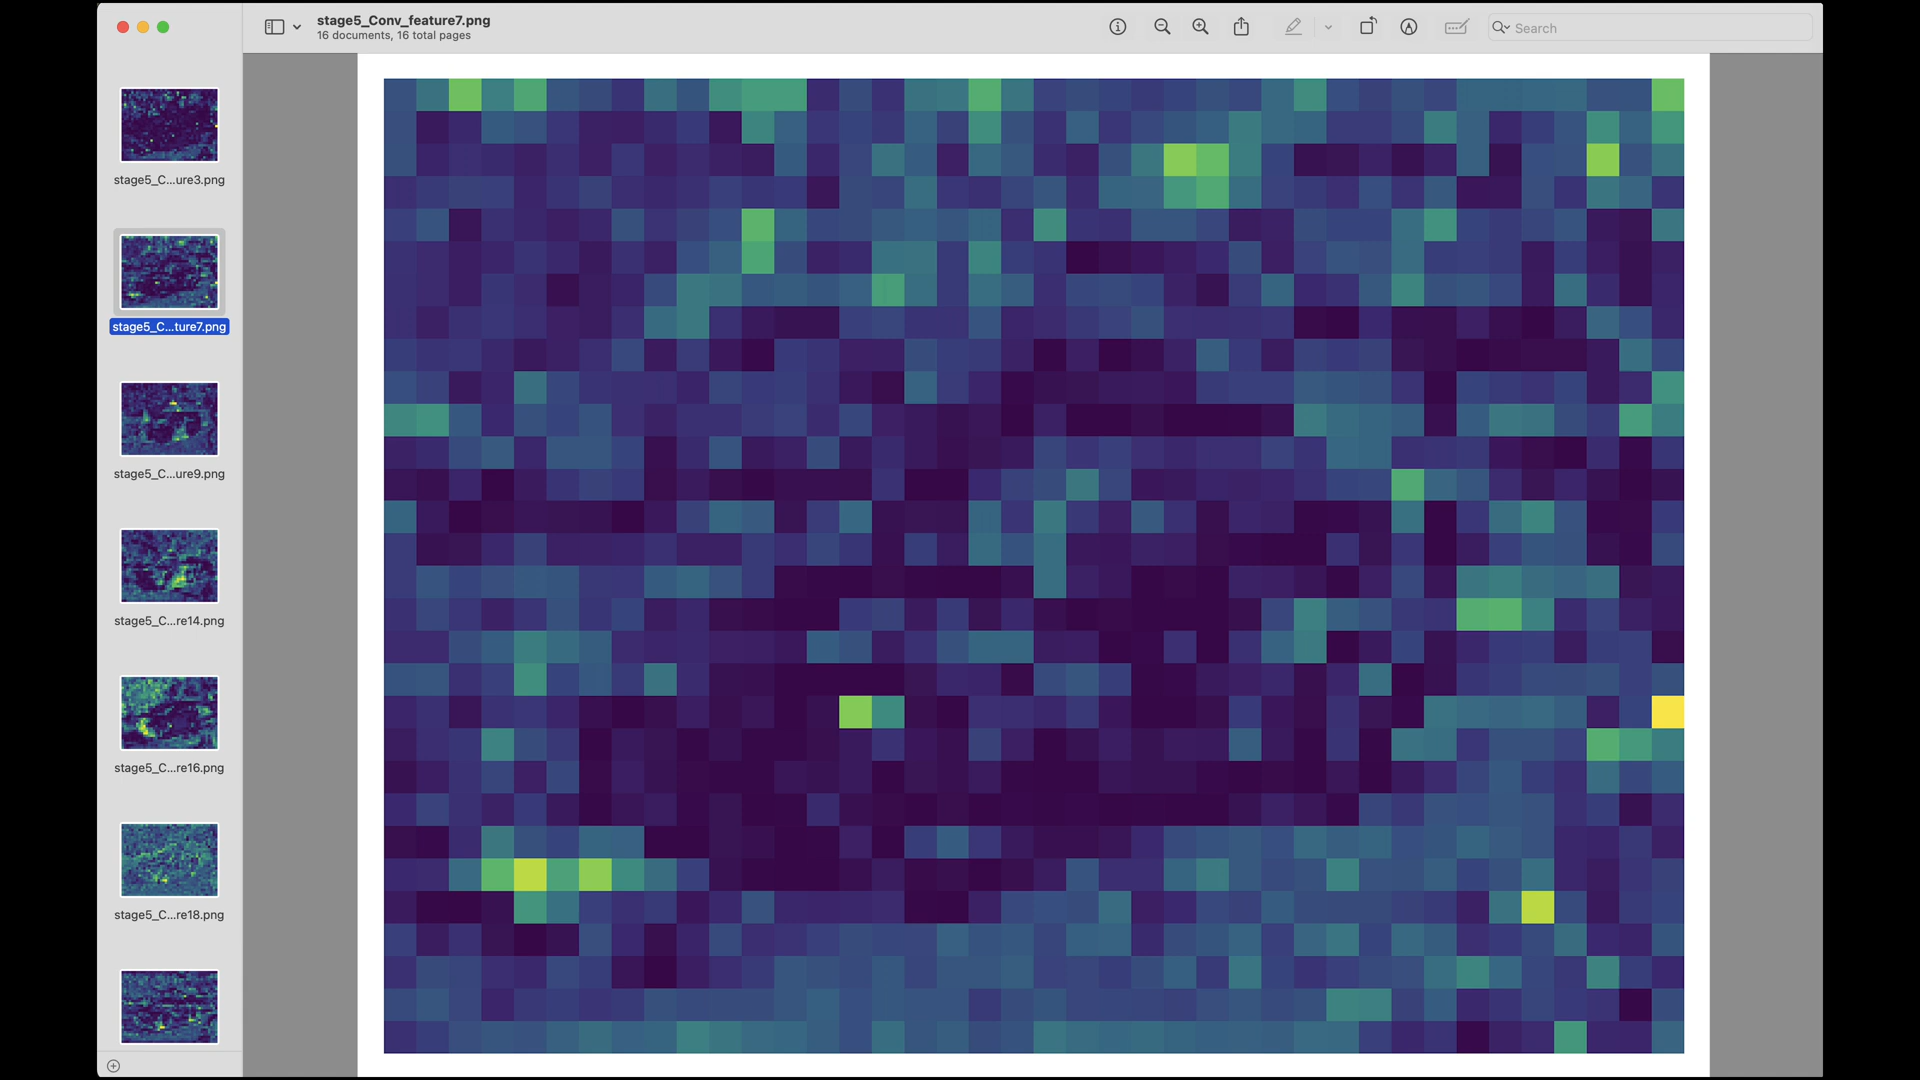 stage5_Conv_feature7.png
16 documents, 16 total pages
Search
stage5_C...ure3.png
stage5_C...ture7.png
stage5_C...ure9.png
stage5_C...re14.png
stage5_C...re16.png
stage5_C...re18.png